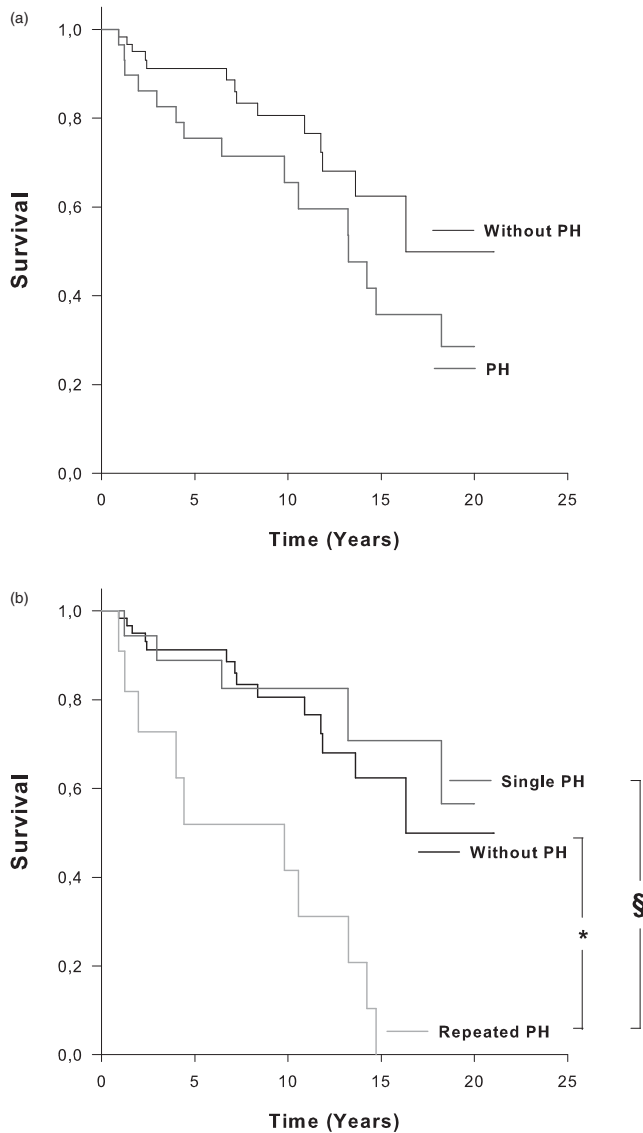 (a)
1,0
0,8
0,6
0,4
0,2
0,0
Survival
Without PH
PH
0 5 10 15 20 25
Time (Years)
(b)
1,0
0,8
0,6
0,4
0,2
0,0
Survival
Single PH
Without PH
Repeated PH
*
§
0 5 10 15 20 25
Time (Years)